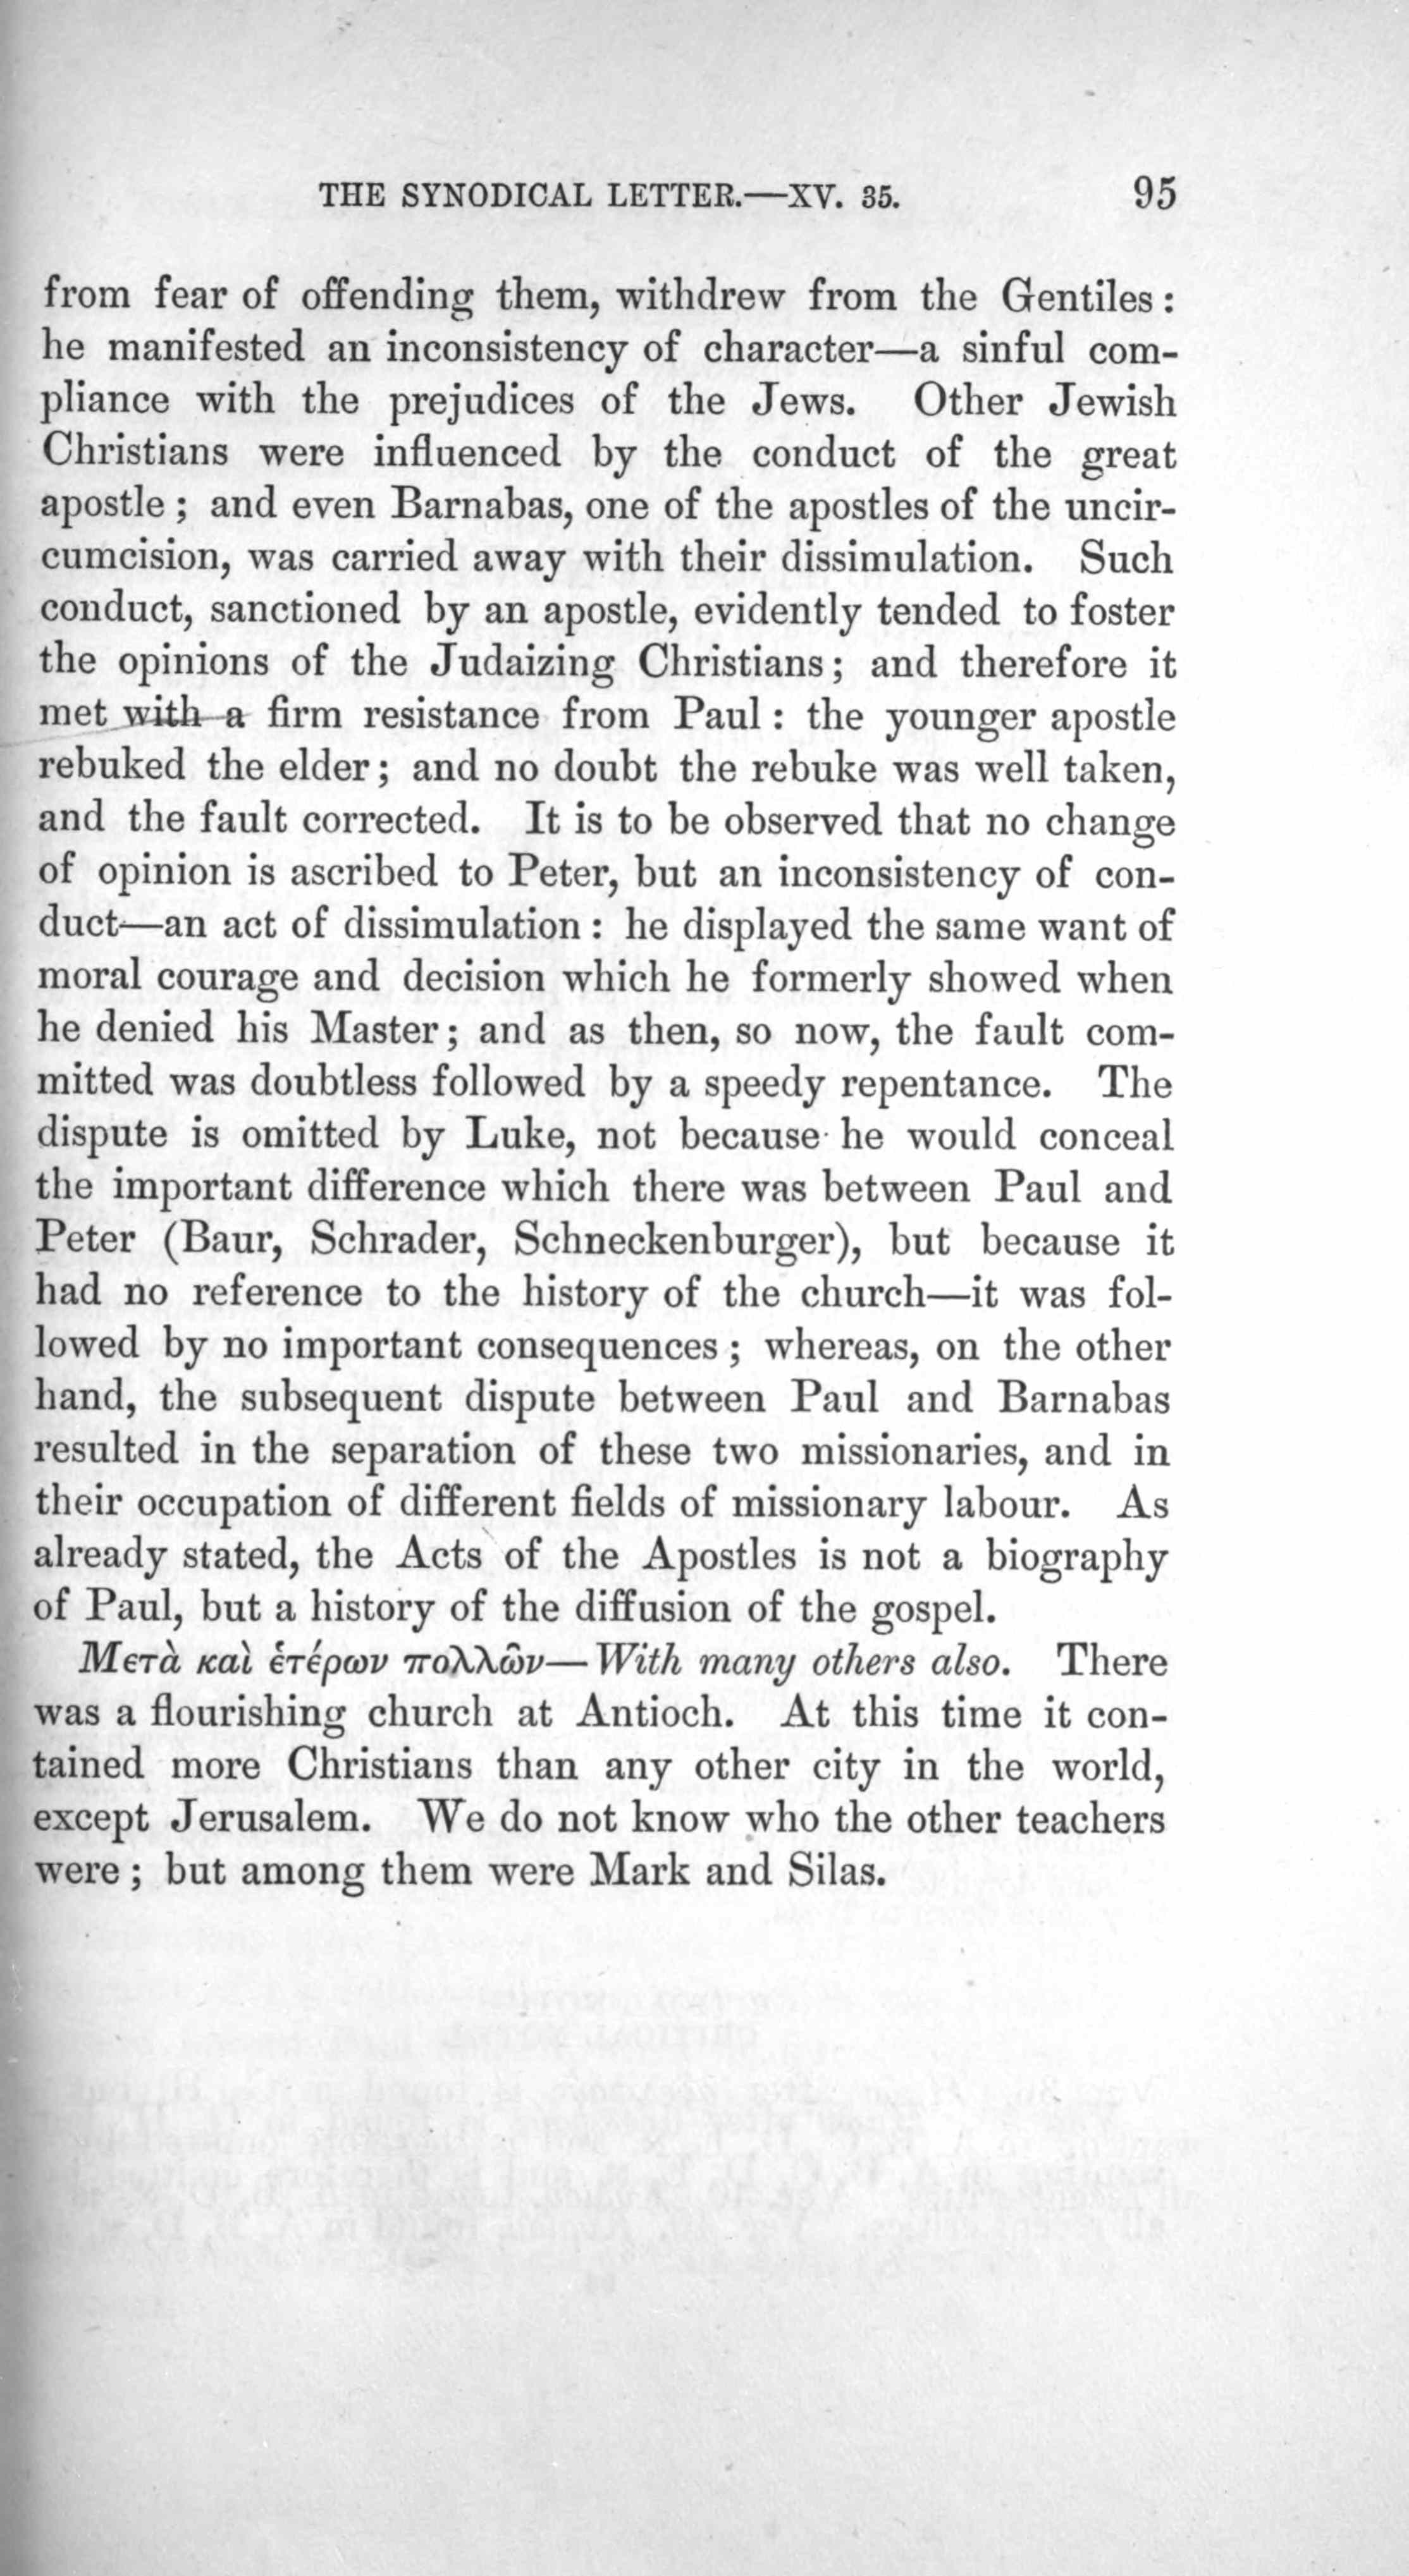 THE SYNODICAL LETTER.—XV. 35. 95
from fear of offending them, withdrew from the Gentiles :
he manifested an inconsistency of character—a sinful com-
pliance with the prejudices of the Jews. Other Jewish
Christians were influenced by the conduct of the great
apostle ; and even Barnabas, one of the apostles of the uncir-
cumcision, was carried away with their dissimulation. Such
conduct, sanctioned by an apostle, evidently tended to foster
the opinions of the Judaizing Christians ; and therefore it
met with a firm resistance from Paul : the younger apostle
rebuked the elder ; and no doubt the rebuke was well taken,
and the fault corrected. It is to be observed that no change
of opinion is ascribed to Peter, but an inconsistency of con-
duct—an act of dissimulation : he displayed the same want of
moral courage and decision which he formerly showed when
he denied his Master ; and as then, so now, the fault com-
mitted was doubtless followed by a speedy repentance. The
dispute is omitted by Luke, not because he would conceal
the important difference which there was between Paul and
Peter (Baur, Schrader, Schneckenburger), but because it
had no reference to the history of the church—it was fol-
lowed by no important consequences ; whereas, on the other
hand, the subsequent dispute between Paul and Barnabas
resulted in the separation of these two missionaries, and in
their occupation of different fields of missionary labour. As
already stated, the Acts of the Apostles is not a biography
of Paul, but a history of the diffusion of the gospel.
Μετὰ καὶ ἑτέρων πολλῶν—With many others also. There
was a flourishing church at Antioch. At this time it con-
tained more Christians than any other city in the world,
except Jerusalem. We do not know who the other teachers
were ; but among them were Mark and Silas.